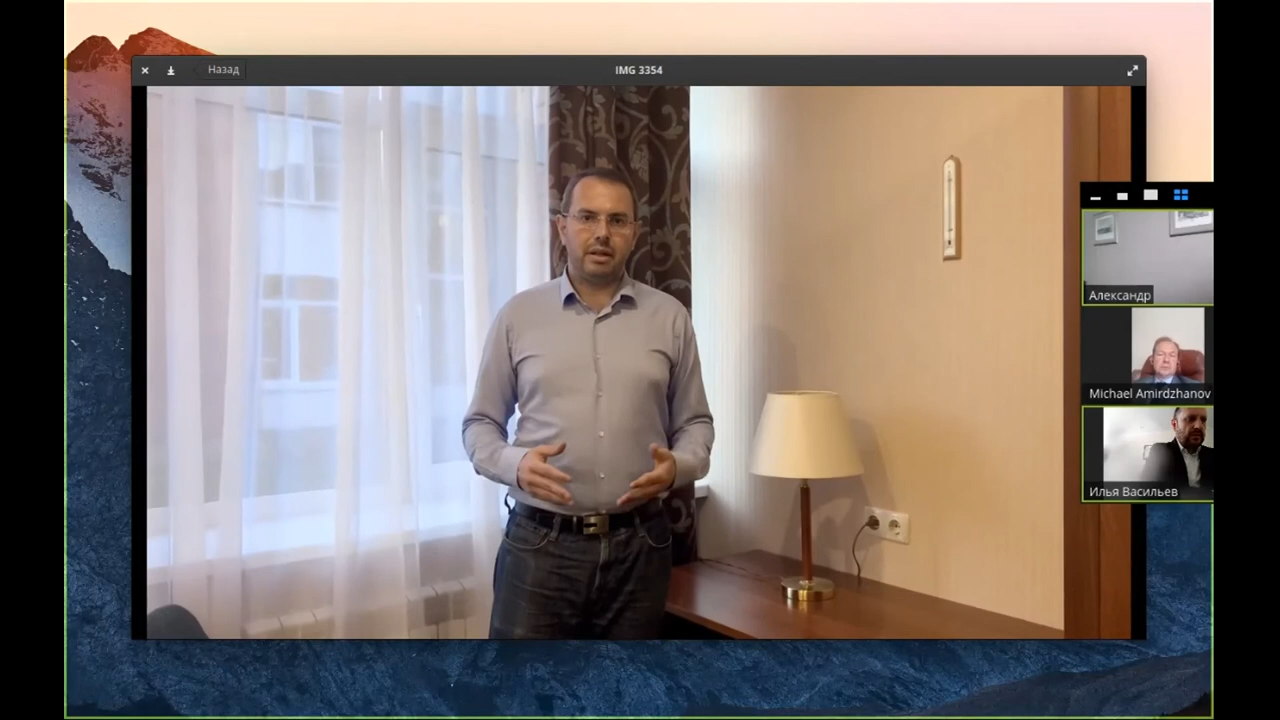 Назад
IMG 3354
Александр
Michael Amirdzhanov
Илья Васильев